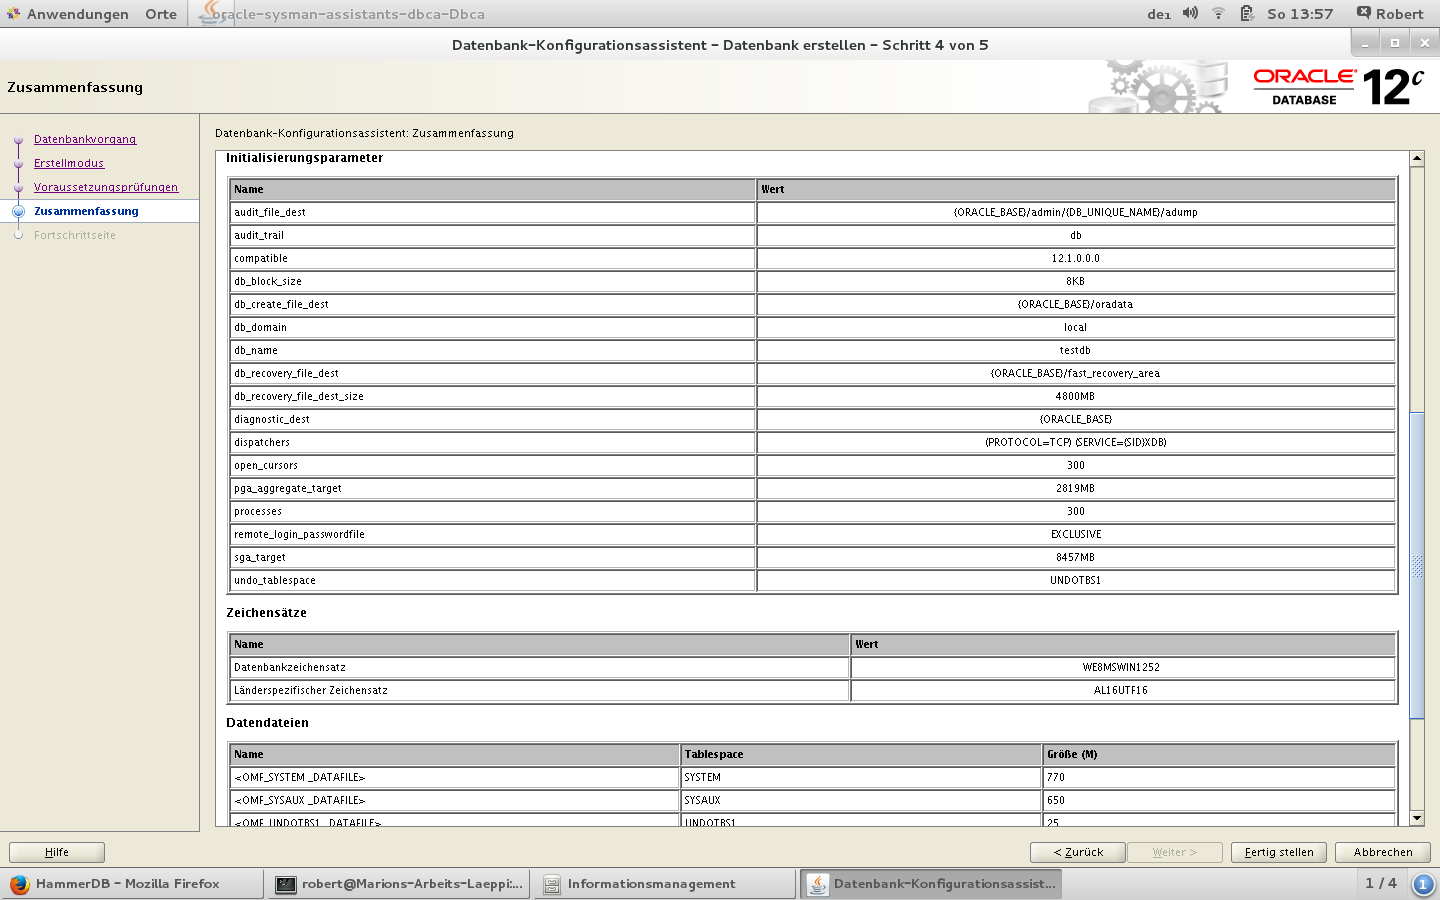 Anwendungen Orte oracle-sysman-assistants-dbca-Dbca de1 So 13:57 Robert
Datenbank-Konfigurationsassistent - Datenbank erstellen - Schritt 4 von 5
Zusammenfassung
ORACLE DATABASE 12c
Datenbankvorgang
Erstellmodus
Voraussetzungsprüfungen
Zusammenfassung
Fortschrittseite
Datenbank-Konfigurationsassistent: Zusammenfassung
Initialisierungsparameter
Name Wert
audit_file_dest {ORACLE_BASE}/admin/{DB_UNIQUE_NAME}/adump
audit_trail db
compatible 12.1.0.0.0
db_block_size 8KB
db_create_file_dest {ORACLE_BASE}/oradata
db_domain local
db_name testdb
db_recovery_file_dest {ORACLE_BASE}/fast_recovery_area
db_recovery_file_dest_size 4800MB
diagnostic_dest {ORACLE_BASE}
dispatchers (PROTOCOL=TCP) (SERVICE={SID}XDB)
open_cursors 300
pga_aggregate_target 2819MB
processes 300
remote_login_passwordfile EXCLUSIVE
sga_target 8457MB
undo_tablespace UNDOTBS1
Zeichensätze
Name Wert
Datenbankzeichensatz WE8MSWIN1252
Länderspezifischer Zeichensatz AL16UTF16
Datendateien
Name Tablespace Größe (M)
<OMF_SYSTEM _DATAFILE> SYSTEM 770
<OMF_SYSAUX _DATAFILE> SYSAUX 650
<OMF_UNDOTBS1 _DATAFILE> UNDOTBS1 25
Hilfe < Zurück Weiter > Fertig stellen Abbrechen
HammerDB - Mozilla Firefox robert@Marions-Arbeits-Laeppi:... Informationsmanagement Datenbank-Konfigurationsassist... 1 / 4 1